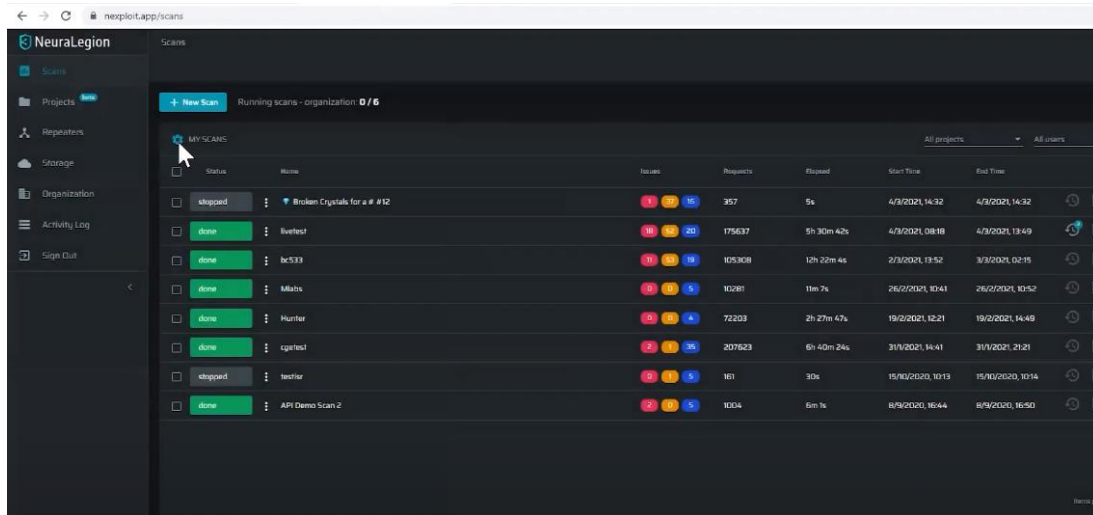 nexploit.app/scans
NeuraLegion
Scans
Scans
Projects Beta
+ New Scan Running scans - organization: 0 / 6
Repeaters
MY SCANS All projects All users
Storage
Status Name Issues Requests Elapsed Start Time End Time
Organization
stopped Broken Crystals for a # #12 1 37 16 357 5s 4/3/2021, 14:32 4/3/2021, 14:32
Activity Log
done livetest 18 52 20 175637 5h 30m 42s 4/3/2021, 08:18 4/3/2021, 13:49
Sign Out
done bc533 11 53 19 105308 12h 22m 4s 2/3/2021, 13:52 3/3/2021, 02:15
done Mlabs 0 0 5 10281 11m 7s 26/2/2021, 10:41 26/2/2021, 10:52
done Hunter 0 0 4 72203 2h 27m 47s 19/2/2021, 12:21 19/2/2021, 14:49
done cgetest 2 1 35 207623 6h 40m 24s 31/1/2021, 14:41 31/1/2021, 21:21
stopped testisr 0 1 5 161 30s 15/10/2020, 10:13 15/10/2020, 10:14
done API Demo Scan 2 2 0 5 1004 6m 1s 8/9/2020, 16:44 8/9/2020, 16:50
Items